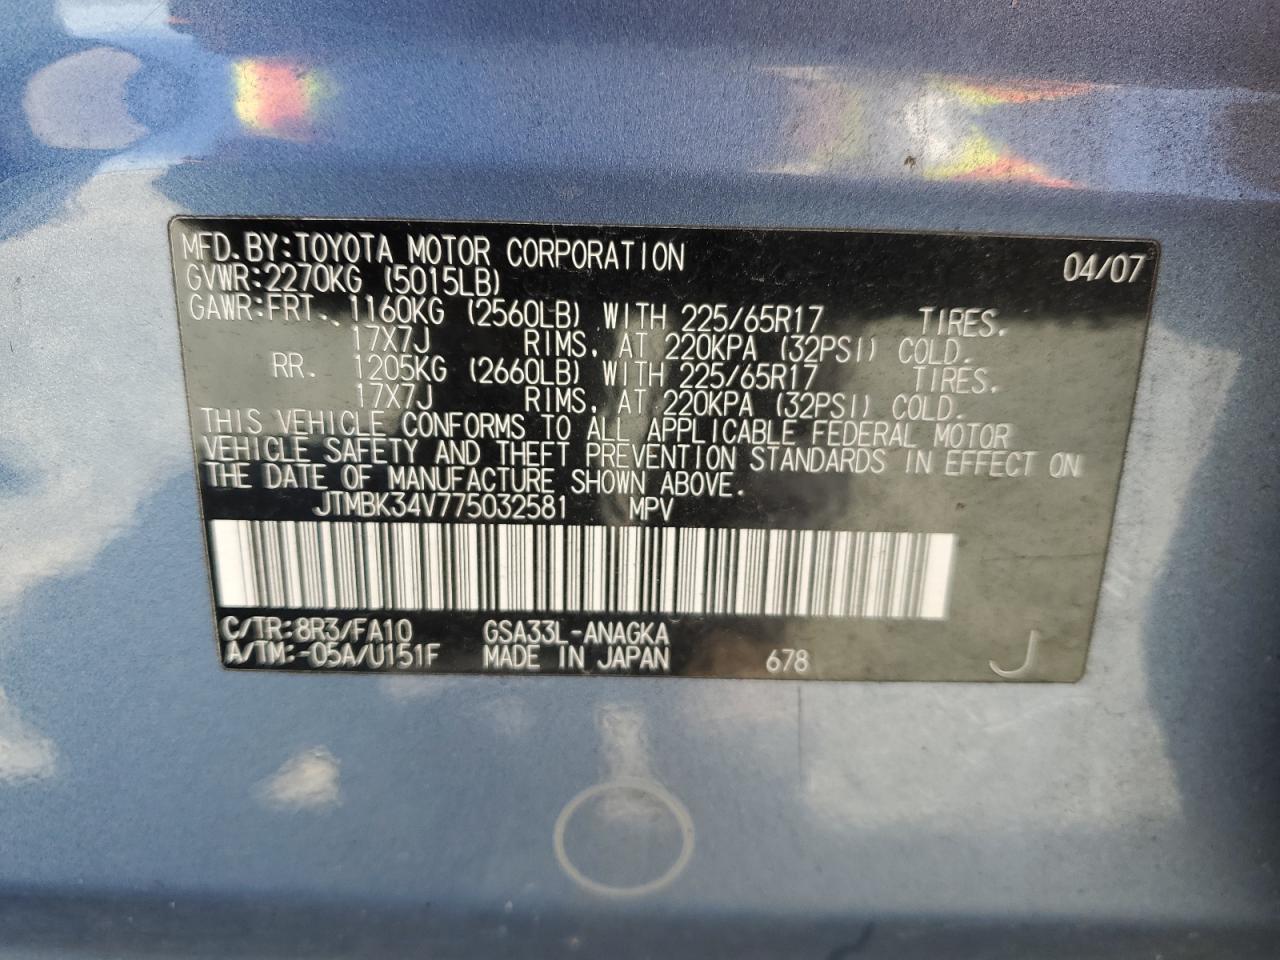 MFD. BY: TOYOTA MOTOR CORPORATION 04/07
GVWR: 2270KG (5015LB)
GAWR: FRT. 1160KG (2560LB) WITH 225/65R17 TIRES.
17X7J RIMS, AT 220KPA (32PSI) COLD.
RR. 1205KG (2660LB) WITH 225/65R17 TIRES.
17X7J RIMS, AT 220KPA (32PSI) COLD.
THIS VEHICLE CONFORMS TO ALL APPLICABLE FEDERAL MOTOR
VEHICLE SAFETY AND THEFT PREVENTION STANDARDS IN EFFECT ON
THE DATE OF MANUFACTURE SHOWN ABOVE.
JTMBK34V775032581 MPV
C/TR: 8R3/FA10 GSA33L-ANAGKA
A/TM: -05A/U151F MADE IN JAPAN 678 J